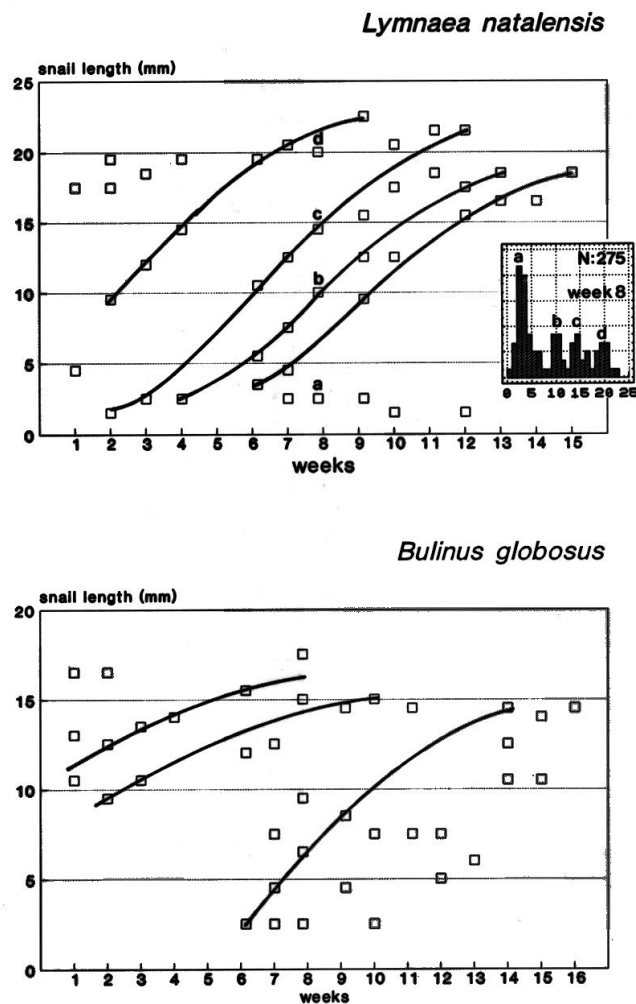 Lymnaea natalensis
snail length (mm)
25
20
15
10
5
0
d
c
b
a
1 2 3 4 5 6 7 8 9 10 11 12 13 14 15
weeks
a
N:275
week 8
b c d
0 5 10 15 20 25
Bulinus globosus
snail length (mm)
20
15
10
5
0
1 2 3 4 5 6 7 8 9 10 11 12 13 14 15 16
weeks